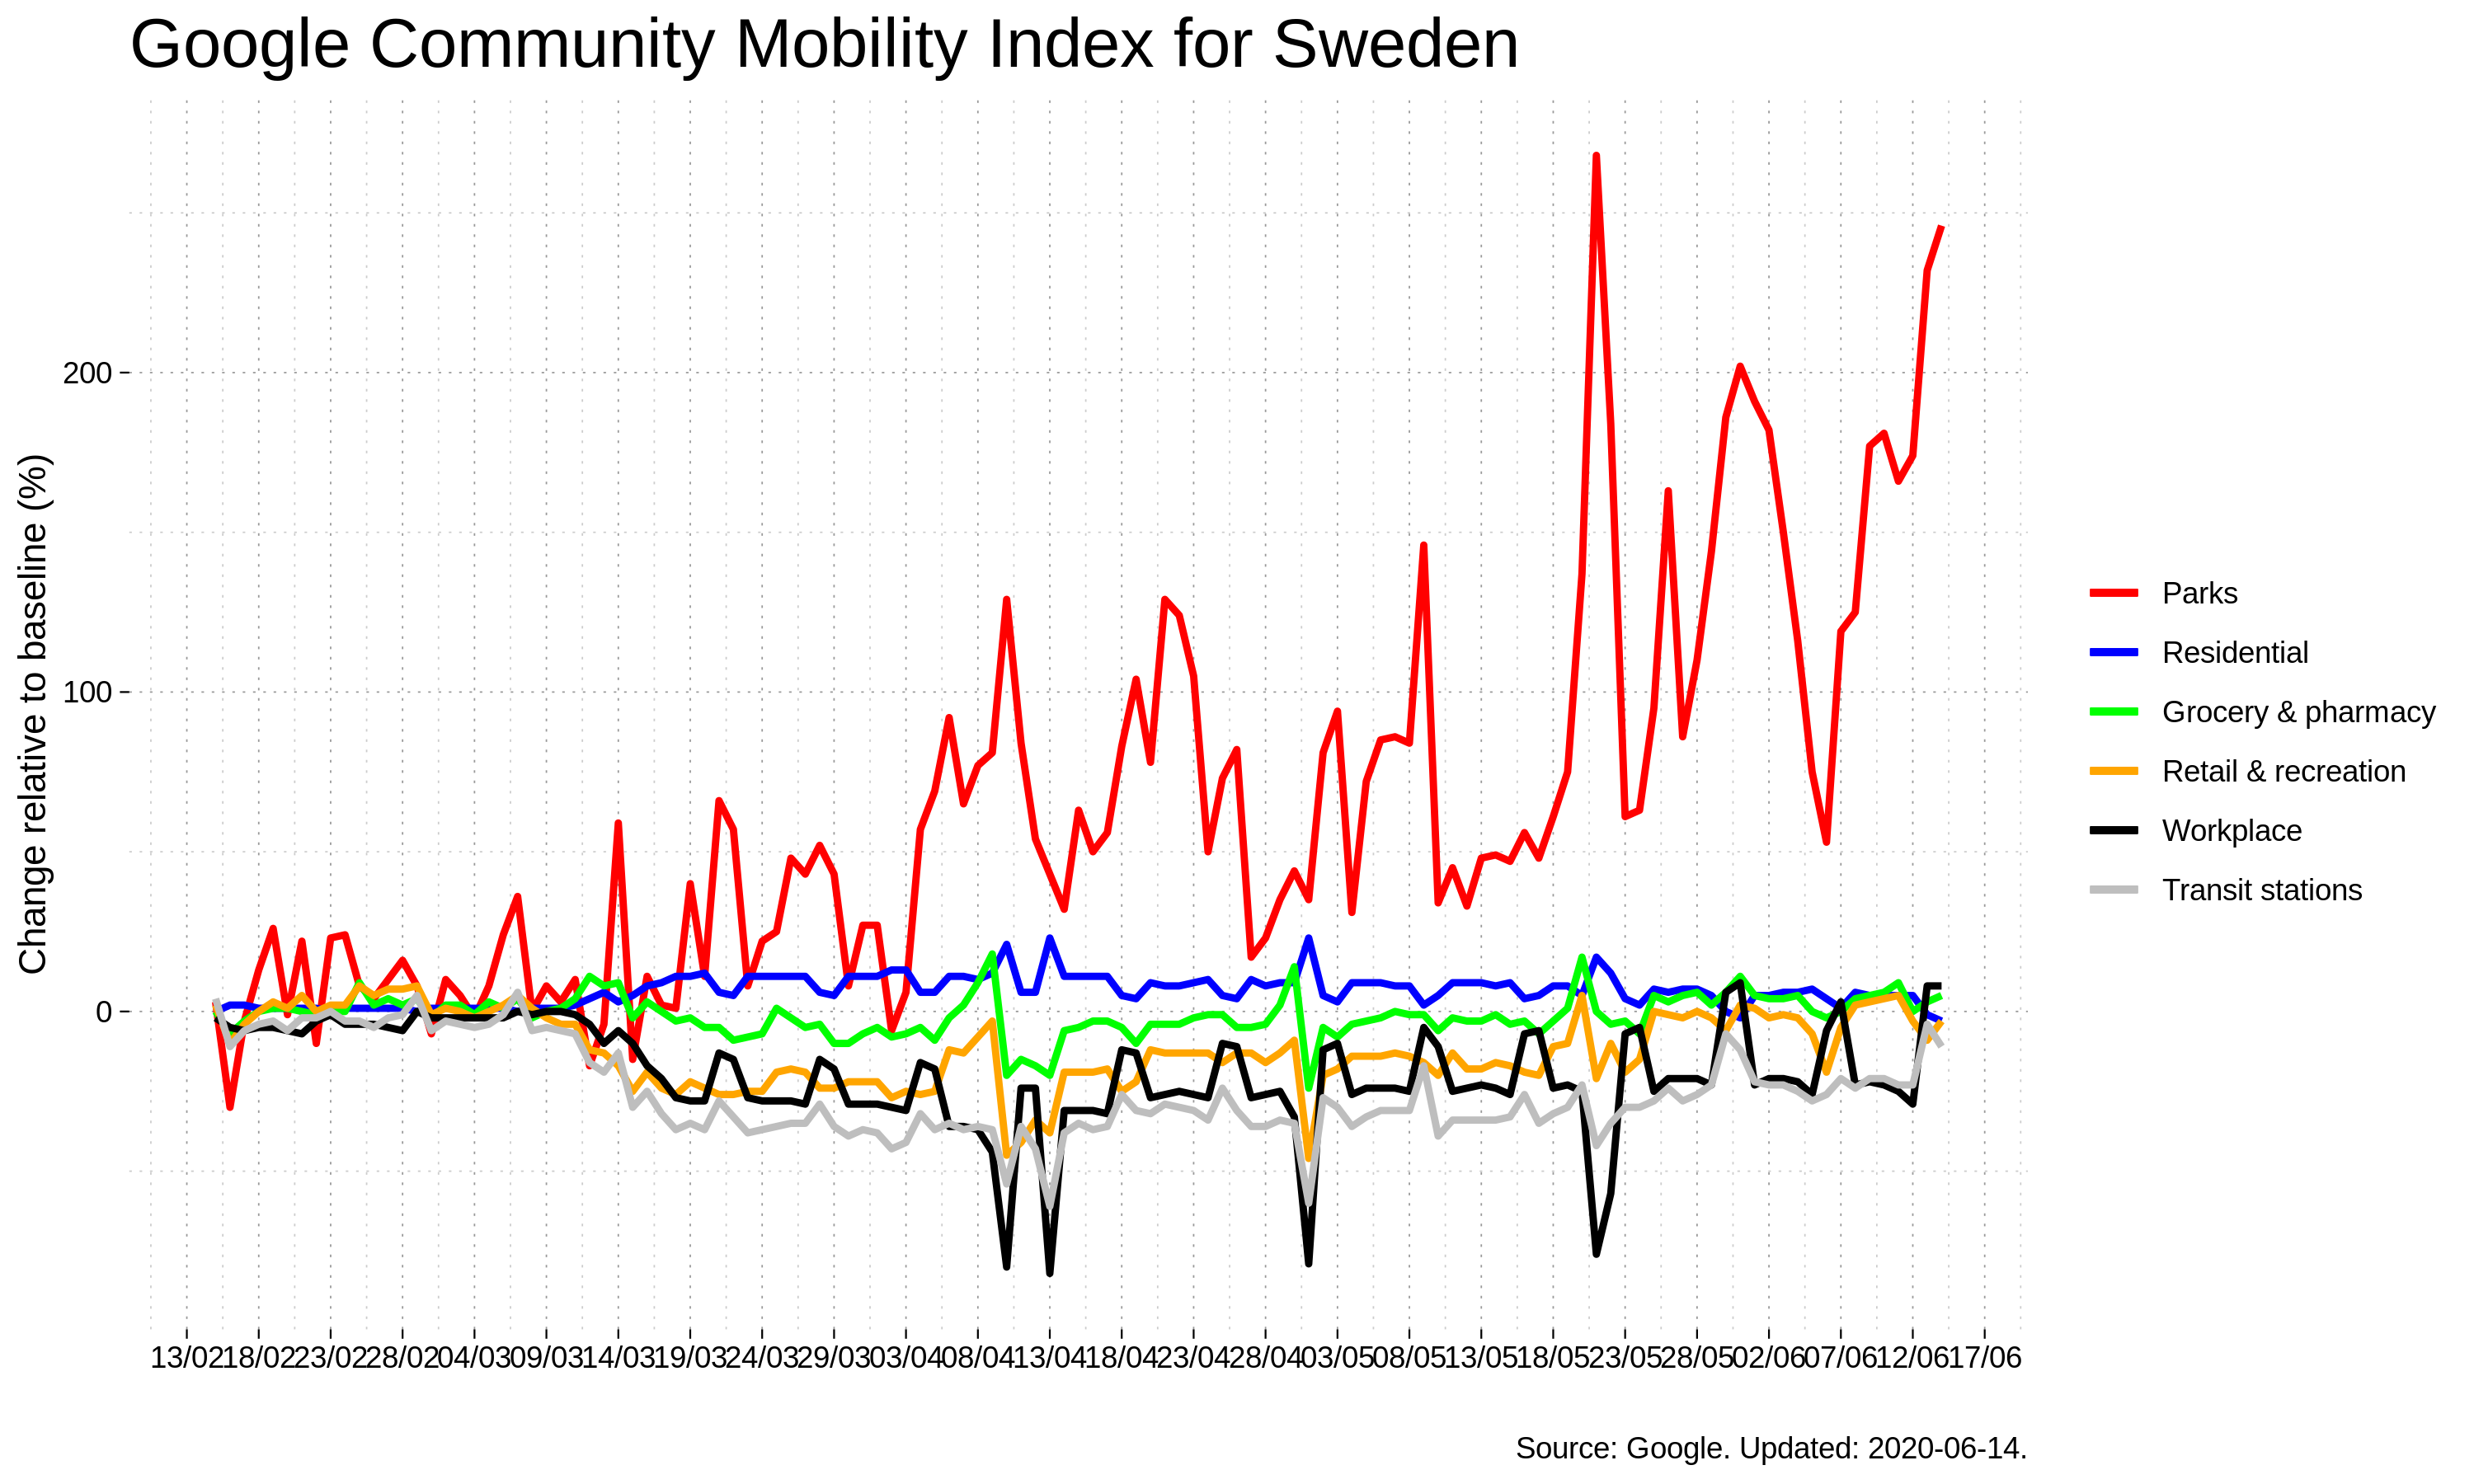 Google Community Mobility Index for Sweden
Change relative to baseline (%)
200
100
0
13/02 18/02 23/02 28/02 04/03 09/03 14/03 19/03 24/03 29/03 03/04 08/04 13/04 18/04 23/04 28/04 03/05 08/05 13/05 18/05 23/05 28/05 02/06 07/06 12/06 17/06
Parks
Residential
Grocery & pharmacy
Retail & recreation
Workplace
Transit stations
Source: Google. Updated: 2020-06-14.